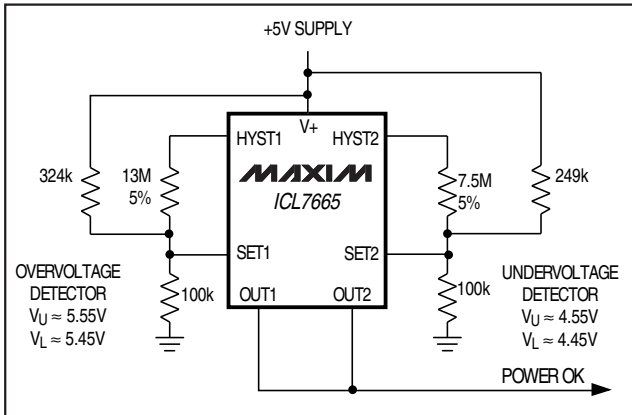 +5V SUPPLY
V+
HYST1
HYST2
324k
13M
5%
MAXIM
ICL7665
7.5M
5%
249k
SET1
SET2
OVERVOLTAGE
DETECTOR
VU ≈ 5.55V
VL ≈ 5.45V
100k
OUT1
OUT2
100k
UNDERVOLTAGE
DETECTOR
VU ≈ 4.55V
VL ≈ 4.45V
POWER OK